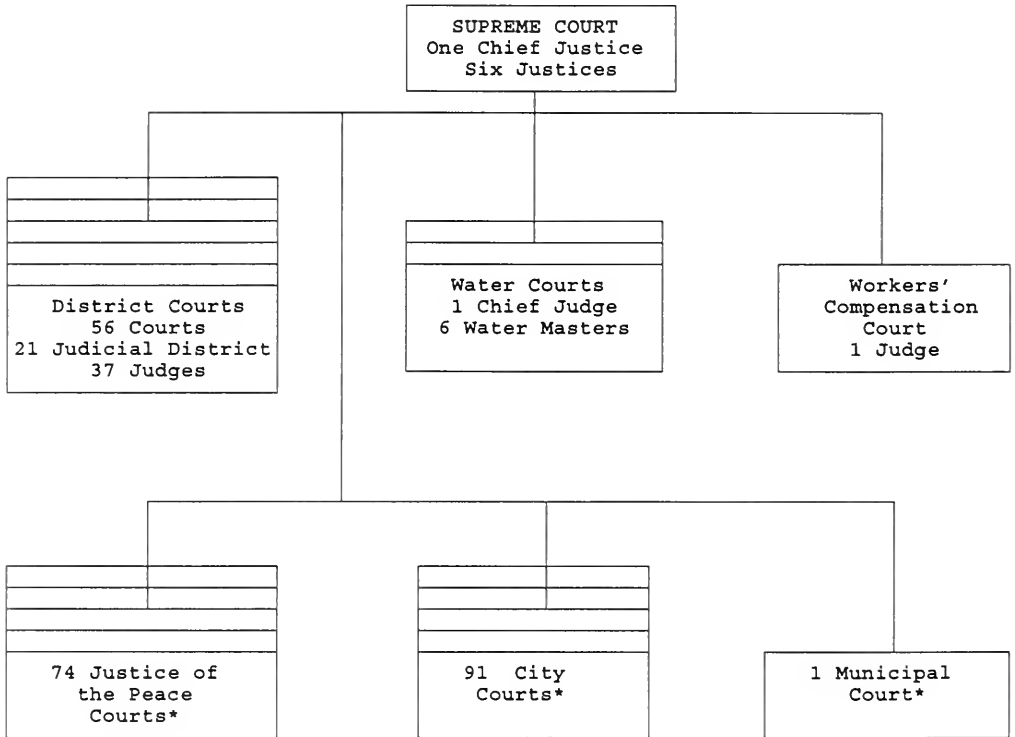 SUPREME COURT
One Chief Justice
Six Justices
District Courts
56 Courts
21 Judicial District
37 Judges
Water Courts
1 Chief Judge
6 Water Masters
Workers'
Compensation
Court
1 Judge
74 Justice of
the Peace
Courts*
91 City
Courts*
1 Municipal
Court*